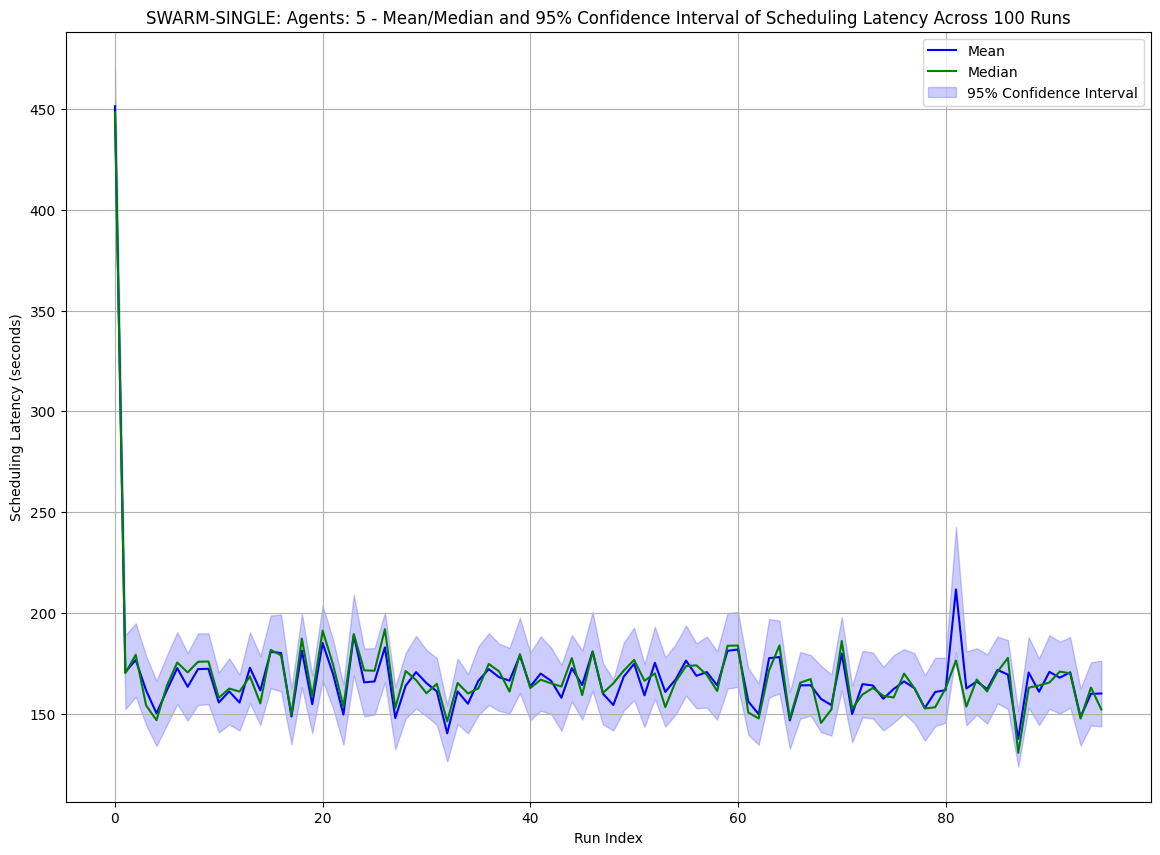 SWARM-SINGLE: Agents: 5 - Mean/Median and 95% Confidence Interval of Scheduling Latency Across 100 Runs
Mean
Median
95% Confidence Interval
450
400
350
300
250
200
150
Scheduling Latency (seconds)
0
20
40
60
80
Run Index